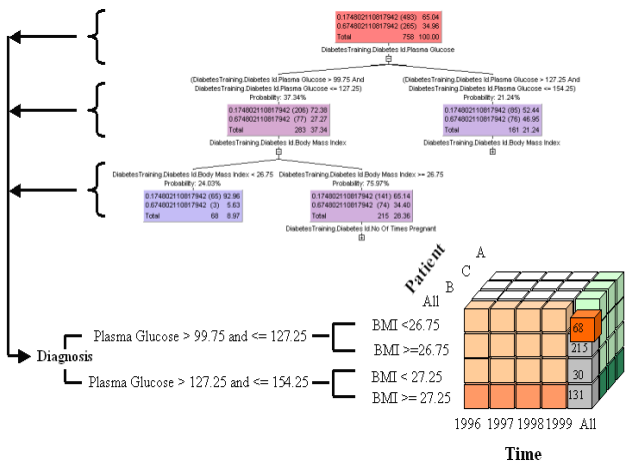 0.174802110817942 (493) 65.04
0.674802110817942 (265) 34.96
Total 758 100.00
DiabetesTraining.Diabetes Id.Plasma Glucose
(DiabetesTraining.Diabetes Id.Plasma Glucose > 99.75 And
DiabetesTraining.Diabetes Id.Plasma Glucose <= 127.25)
Probability: 37.34%
(DiabetesTraining.Diabetes Id.Plasma Glucose > 127.25 And
DiabetesTraining.Diabetes Id.Plasma Glucose <= 154.25)
Probability: 21.24%
0.174802110817942 (206) 72.38
0.674802110817942 (77) 27.27
Total 283 37.34
DiabetesTraining.Diabetes Id.Body Mass Index
0.174802110817942 (85) 52.44
0.674802110817942 (76) 46.95
Total 161 21.24
DiabetesTraining.Diabetes Id.Body Mass Index
DiabetesTraining.Diabetes Id.Body Mass Index < 26.75
Probability: 24.03%
DiabetesTraining.Diabetes Id.Body Mass Index >= 26.75
Probability: 75.97%
0.174802110817942 (65) 92.96
0.674802110817942 (3) 5.63
Total 68 8.97
0.174802110817942 (141) 65.14
0.674802110817942 (74) 34.40
Total 215 28.36
DiabetesTraining.Diabetes Id.No Of Times Pregnant
Patient
A
C
B
All
Diagnosis
Plasma Glucose > 99.75 and <= 127.25
BMI <26.75
BMI >=26.75
Plasma Glucose > 127.25 and <= 154.25
BMI < 27.25
BMI >= 27.25
68
215
30
131
1996 1997 1998 1999 All
Time